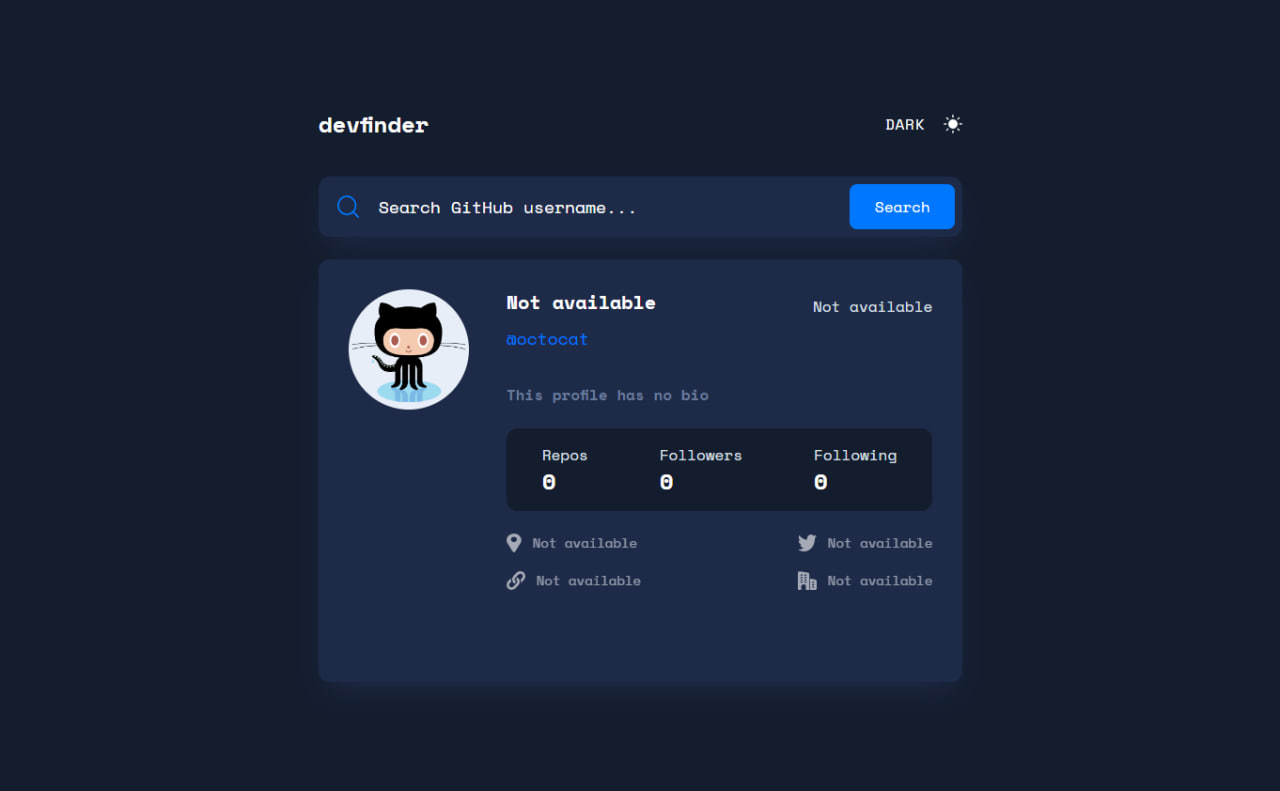 devfinder
DARK
Search GitHub username...
Search
Not available
Not available
@octocat
This profile has no bio
Repos
Followers
Following
0
0
0
Not available
Not available
Not available
Not available